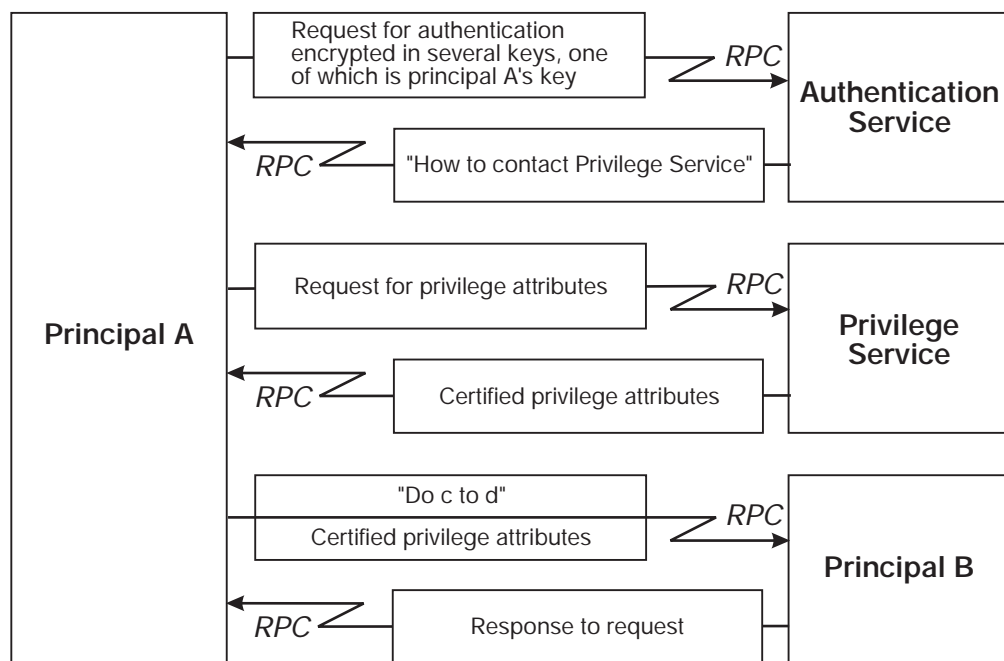 Request for authentication
encrypted in several keys, one
of which is principal A's key
RPC
Authentication
Service
RPC
"How to contact Privilege Service"
Principal A
Request for privilege attributes
RPC
Privilege
Service
RPC
Certified privilege attributes
"Do c to d"
Certified privilege attributes
RPC
Principal B
RPC
Response to request